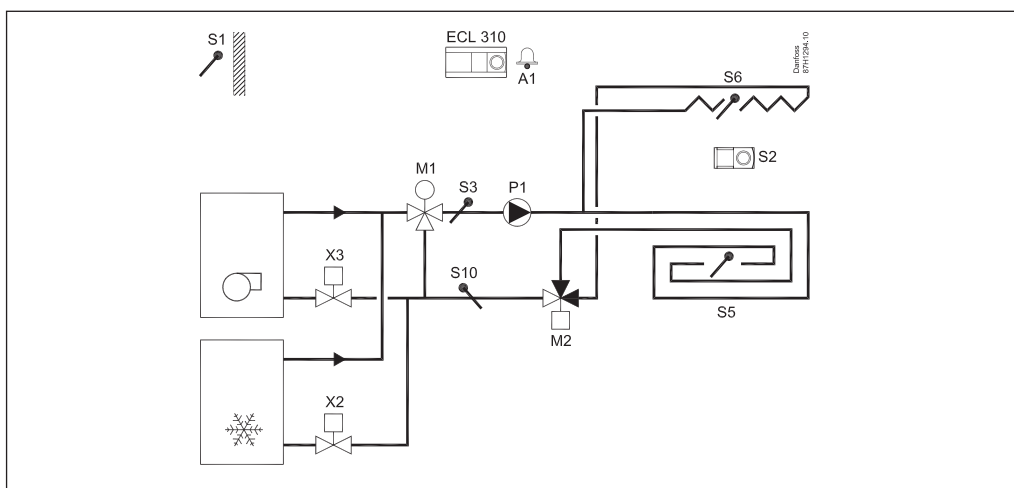 S1
ECL 310
A1
Danfoss
87H1294.10
S6
S2
M1
S3
P1
X3
S10
S5
M2
X2